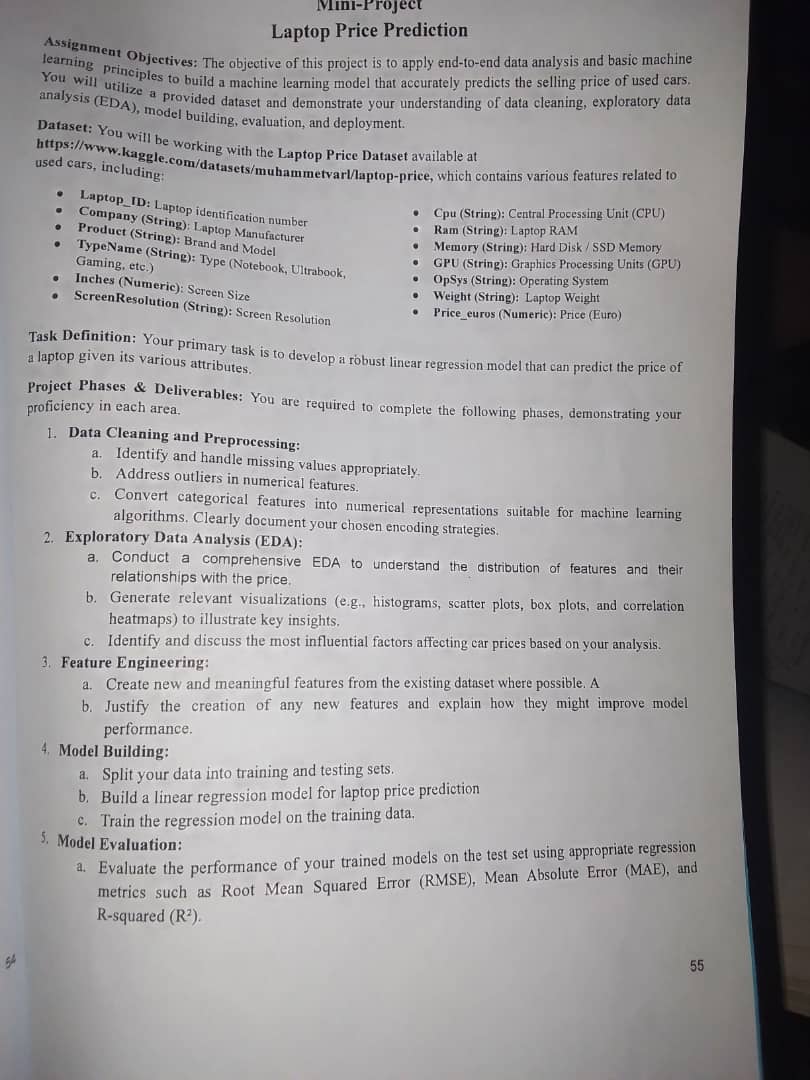 Mini-Project
Laptop Price Prediction
Assignment Objectives: The objective of this project is to apply end-to-end data analysis and basic machine
learning principles to build a machine learning model that accurately predicts the selling price of used cars.
You will utilize a provided dataset and demonstrate your understanding of data cleaning, exploratory data
analysis (EDA), model building, evaluation, and deployment.
Dataset: You will be working with the Laptop Price Dataset available at
https://www.kaggle.com/datasets/muhammetvarl/laptop-price, which contains various features related to
used cars, including:
• Laptop_ID: Laptop identification number
• Company (String): Laptop Manufacturer
• Product (String): Brand and Model
• TypeName (String): Type (Notebook, Ultrabook,
Gaming, etc.)
• Inches (Numeric): Screen Size
• ScreenResolution (String): Screen Resolution
• Cpu (String): Central Processing Unit (CPU)
• Ram (String): Laptop RAM
• Memory (String): Hard Disk / SSD Memory
• GPU (String): Graphics Processing Units (GPU)
• OpSys (String): Operating System
• Weight (String): Laptop Weight
• Price_euros (Numeric): Price (Euro)
Task Definition: Your primary task is to develop a robust linear regression model that can predict the price of
a laptop given its various attributes.
Project Phases & Deliverables: You are required to complete the following phases, demonstrating your
proficiency in each area.
1. Data Cleaning and Preprocessing:
a. Identify and handle missing values appropriately.
b. Address outliers in numerical features.
c. Convert categorical features into numerical representations suitable for machine learning
algorithms. Clearly document your chosen encoding strategies.
2. Exploratory Data Analysis (EDA):
a. Conduct a comprehensive EDA to understand the distribution of features and their
relationships with the price.
b. Generate relevant visualizations (e.g., histograms, scatter plots, box plots, and correlation
heatmaps) to illustrate key insights.
c. Identify and discuss the most influential factors affecting car prices based on your analysis.
3. Feature Engineering:
a. Create new and meaningful features from the existing dataset where possible. A
b. Justify the creation of any new features and explain how they might improve model
performance.
4. Model Building:
a. Split your data into training and testing sets.
b. Build a linear regression model for laptop price prediction
c. Train the regression model on the training data.
5. Model Evaluation:
a. Evaluate the performance of your trained models on the test set using appropriate regression
metrics such as Root Mean Squared Error (RMSE), Mean Absolute Error (MAE), and
R-squared (R²).
55